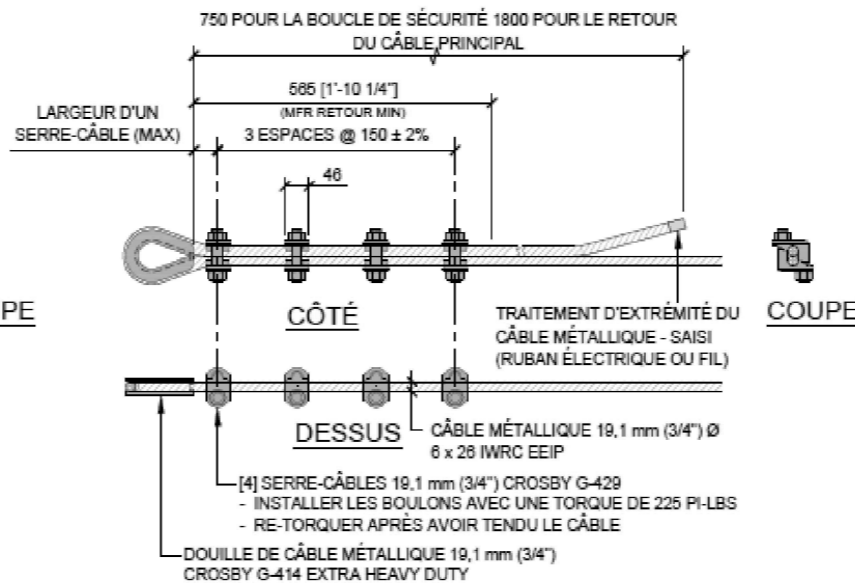 750 POUR LA BOUCLE DE SÉCURITÉ 1800 POUR LE RETOUR
DU CÂBLE PRINCIPAL
565 [1'-10 1/4"]
(MFR RETOUR MIN)
LARGEUR D'UN
SERRE-CÂBLE (MAX)
3 ESPACES @ 150 ± 2%
46
PE
CÔTÉ
TRAITEMENT D'EXTRÉMITÉ DU
CÂBLE MÉTALLIQUE - SAISI
(RUBAN ÉLECTRIQUE OU FIL)
COUPE
DESSUS
CÂBLE MÉTALLIQUE 19,1 mm (3/4") Ø
6 x 26 IWRC EEIP
[4] SERRE-CÂBLES 19,1 mm (3/4") CROSBY G-429
- INSTALLER LES BOULONS AVEC UNE TORQUE DE 225 PI-LBS
- RE-TORQUER APRÈS AVOIR TENDU LE CÂBLE
DOUILLE DE CÂBLE MÉTALLIQUE 19,1 mm (3/4")
CROSBY G-414 EXTRA HEAVY DUTY